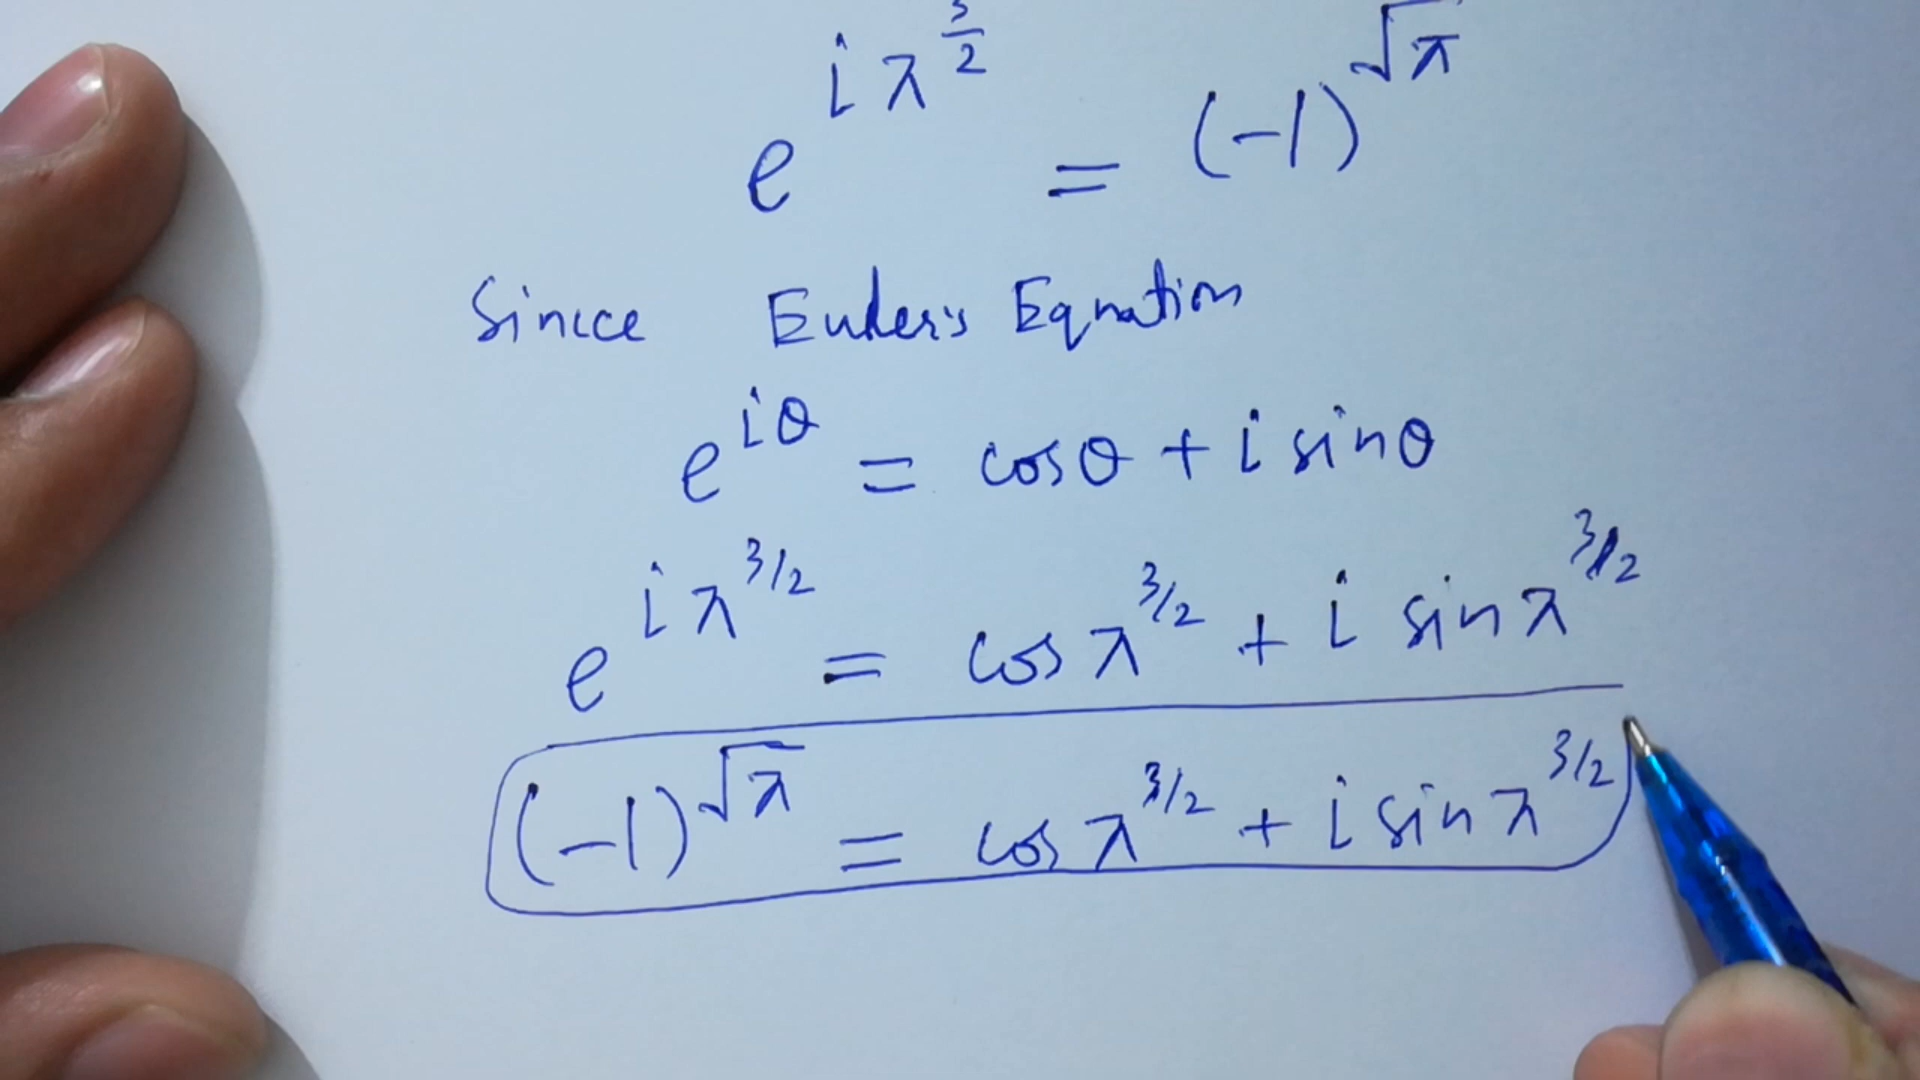 e^{iπ^{3/2}} = (-1)^{√π}
Sincce Euler's Equation
e^{iθ} = cosθ + i sinθ
e^{iπ^{3/2}} = cos π^{3/2} + i sin π^{3/2}
(-1)^{√π} = cos π^{3/2} + i sin π^{3/2}